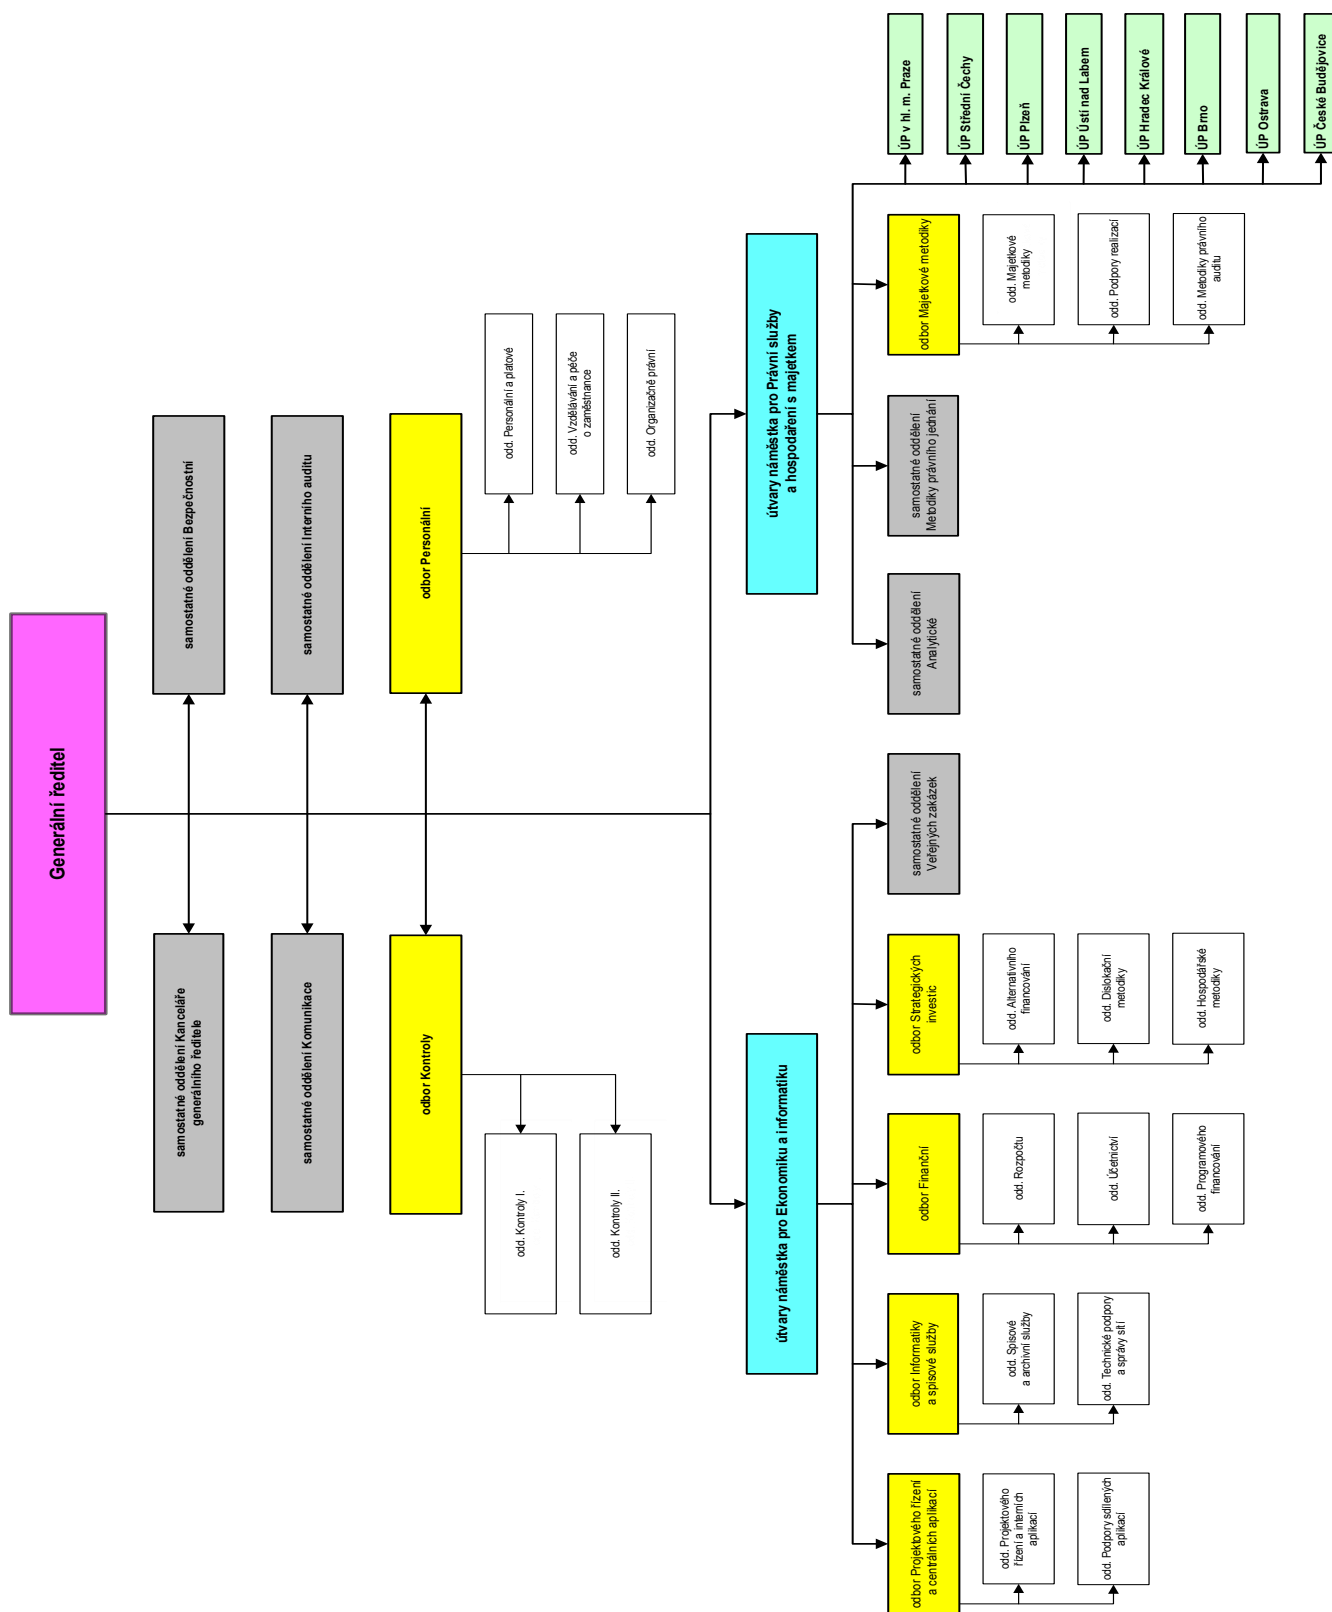 Generální ředitel
samostatné oddělení Kanceláře
generálního ředitele
samostatné oddělení Bezpečnostní
samostatné oddělení Komunikace
samostatné oddělení Interního auditu
odbor Kontroly
odd. Kontroly I.
odd. Kontroly II.
odbor Personální
odd. Personální a platové
odd. Vzdělávání a péče
o zaměstnance
odd. Organizačně právní
útvary náměstka pro Ekonomiku a informatiku
odbor Projektového řízení
a centrálních aplikací
odd. Projektového
řízení a interních
aplikací
odd. Podpory sdílených
aplikací
odbor Informatiky
a spisové služby
odd. Spisové
a archivní služby
odd. Technické podpory
a správy sítí
odbor Finanční
odd. Rozpočtu
odd. Účetnictví
odd. Programového
financování
odbor Strategických
investic
odd. Alternativního
financování
odd. Dislokační
metodiky
odd. Hospodářské
metodiky
samostatné oddělení
Veřejných zakázek
útvary náměstka pro Právní služby
a hospodaření s majetkem
samostatné oddělení
Analytické
samostatné oddělení
Metodiky právního jednání
odbor Majetkové metodiky
odd. Majetkové
metodiky
odd. Podpory realizací
odd. Metodiky právního
auditu
ÚP v hl. m. Praze
ÚP Střední Čechy
ÚP Plzeň
ÚP Ústí nad Labem
ÚP Hradec Králové
ÚP Brno
ÚP Ostrava
ÚP České Budějovice